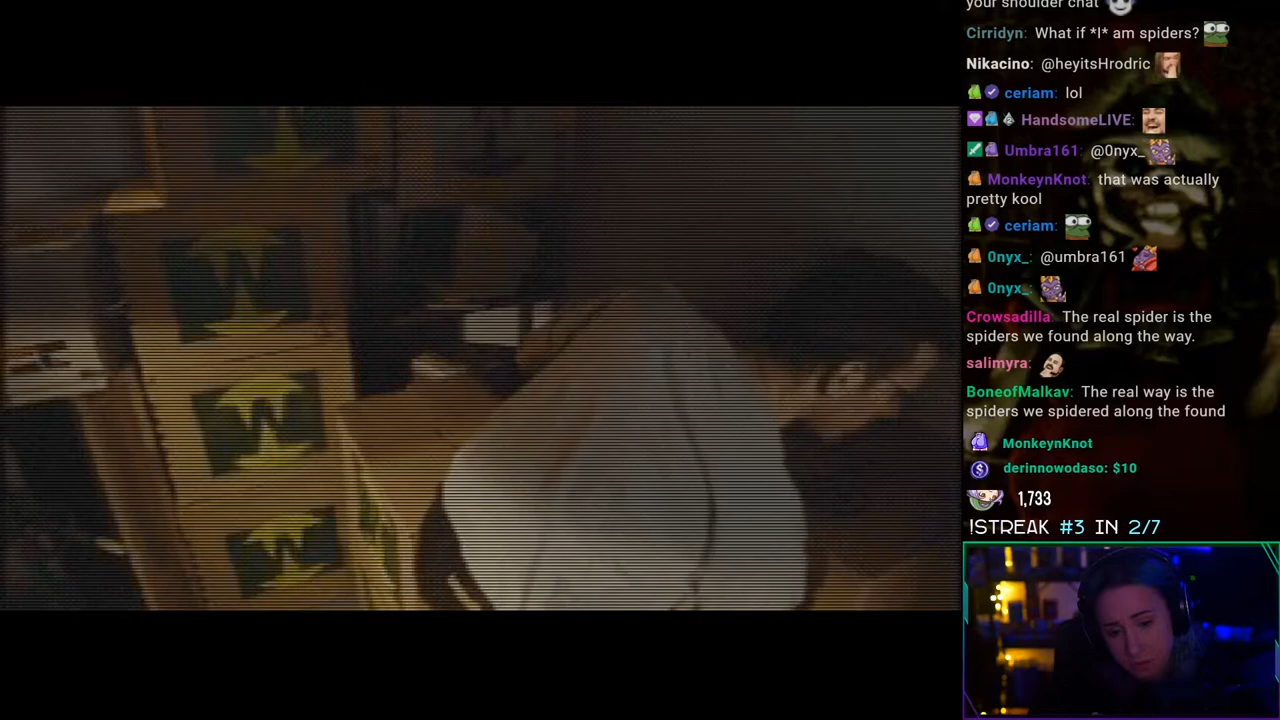 your shoulder chat
Cirridyn: What if *I* am spiders?
Nikacino: @heyitsHrodric
ceriam: lol
HandsomeLIVE:
Umbra161: @0nyx_
MonkeynKnot: that was actually
pretty kool
ceriam:
0nyx_: @umbra161
0nyx_:
Crowsadilla: The real spider is the
spiders we found along the way.
salimyra:
BoneofMalkav: The real way is the
spiders we spidered along the found
MonkeynKnot
derinnowodaso: $10
1,733
!STREAK #3 IN 2/7
W
W
W